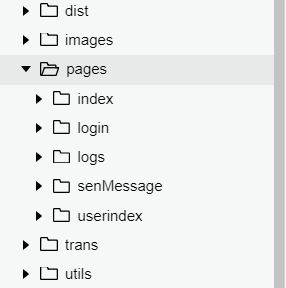 dist
images
pages
index
login
logs
senMessage
userindex
trans
utils